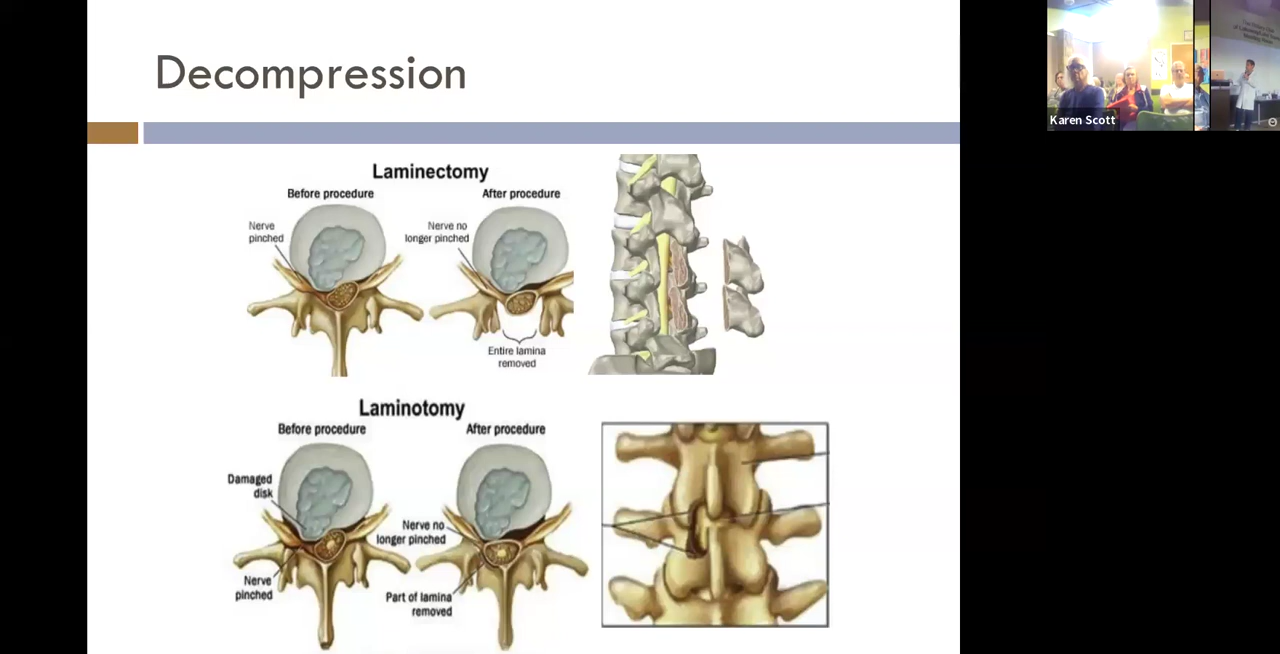 Decompression
Laminectomy
Before procedure
After procedure
Nerve
pinched
Nerve no
longer pinched
Entire lamina
removed
Laminotomy
Before procedure
After procedure
Damaged
disk
Nerve
pinched
Nerve no
longer pinched
Part of lamina
removed
Karen Scott